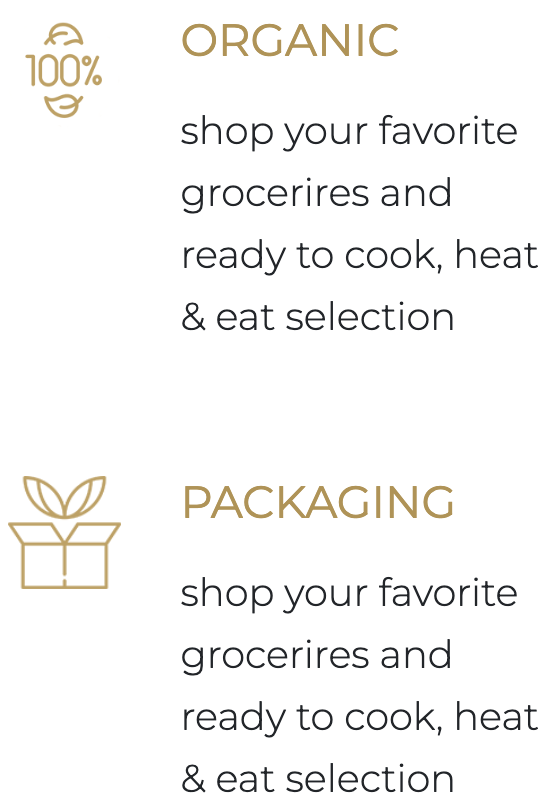 100%
ORGANIC
shop your favorite
grocerires and
ready to cook, heat
& eat selection
PACKAGING
shop your favorite
grocerires and
ready to cook, heat
& eat selection